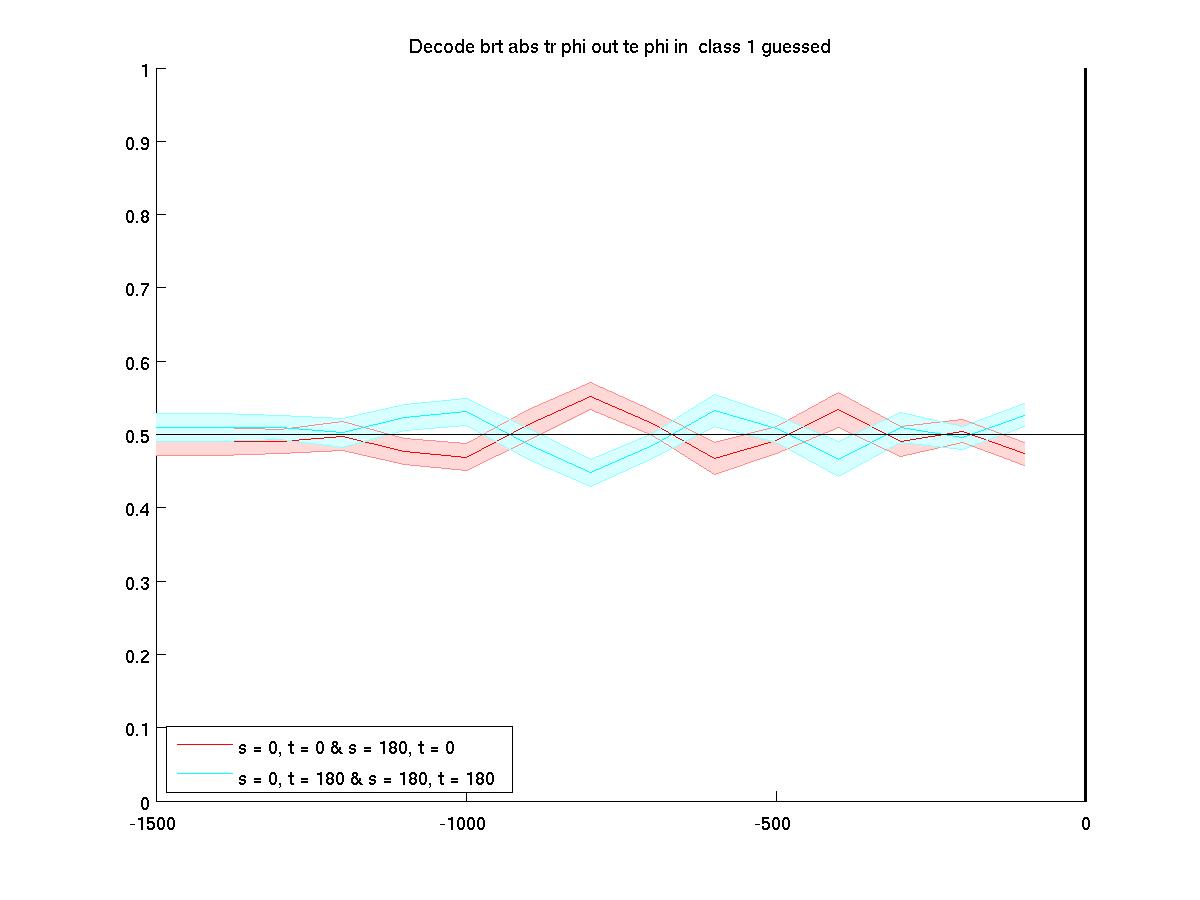 Decode brt abs tr phi out te phi in  class 1 guessed
1
0.9
0.8
0.7
0.6
0.5
0.4
0.3
0.2
0.1
0
s = 0, t = 0 & s = 180, t = 0
s = 0, t = 180 & s = 180, t = 180
-1500 -1000 -500 0